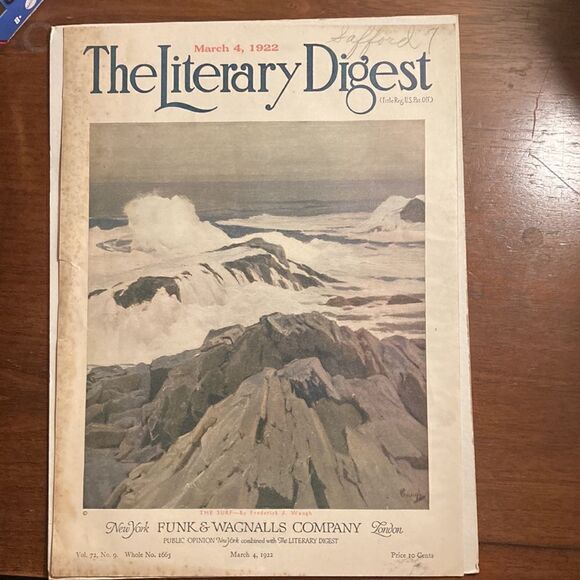 Safford 7
March 4, 1922
The Literary Digest
(Title Reg. U.S. Pat. Off.)
©
THE SURF—By Frederick J. Waugh
New York FUNK & WAGNALLS COMPANY London
PUBLIC OPINION New York combined with The LITERARY DIGEST
Vol. 72, No. 9. Whole No. 1663 March 4, 1922 Price 10 Cents